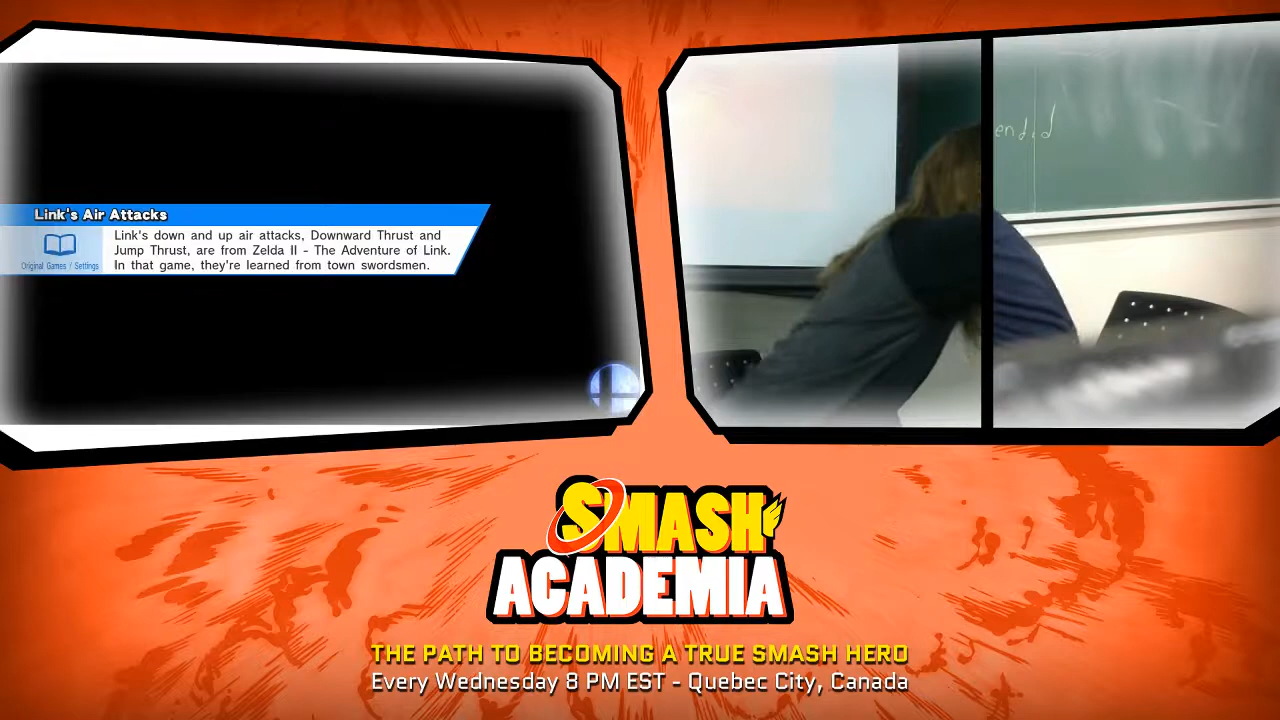 Link's Air Attacks
Original Games / Settings
Link's down and up air attacks, Downward Thrust and
Jump Thrust, are from Zelda II - The Adventure of Link.
In that game, they're learned from town swordsmen.
SMASH
ACADEMIA
THE PATH TO BECOMING A TRUE SMASH HERO
Every Wednesday 8 PM EST - Quebec City, Canada